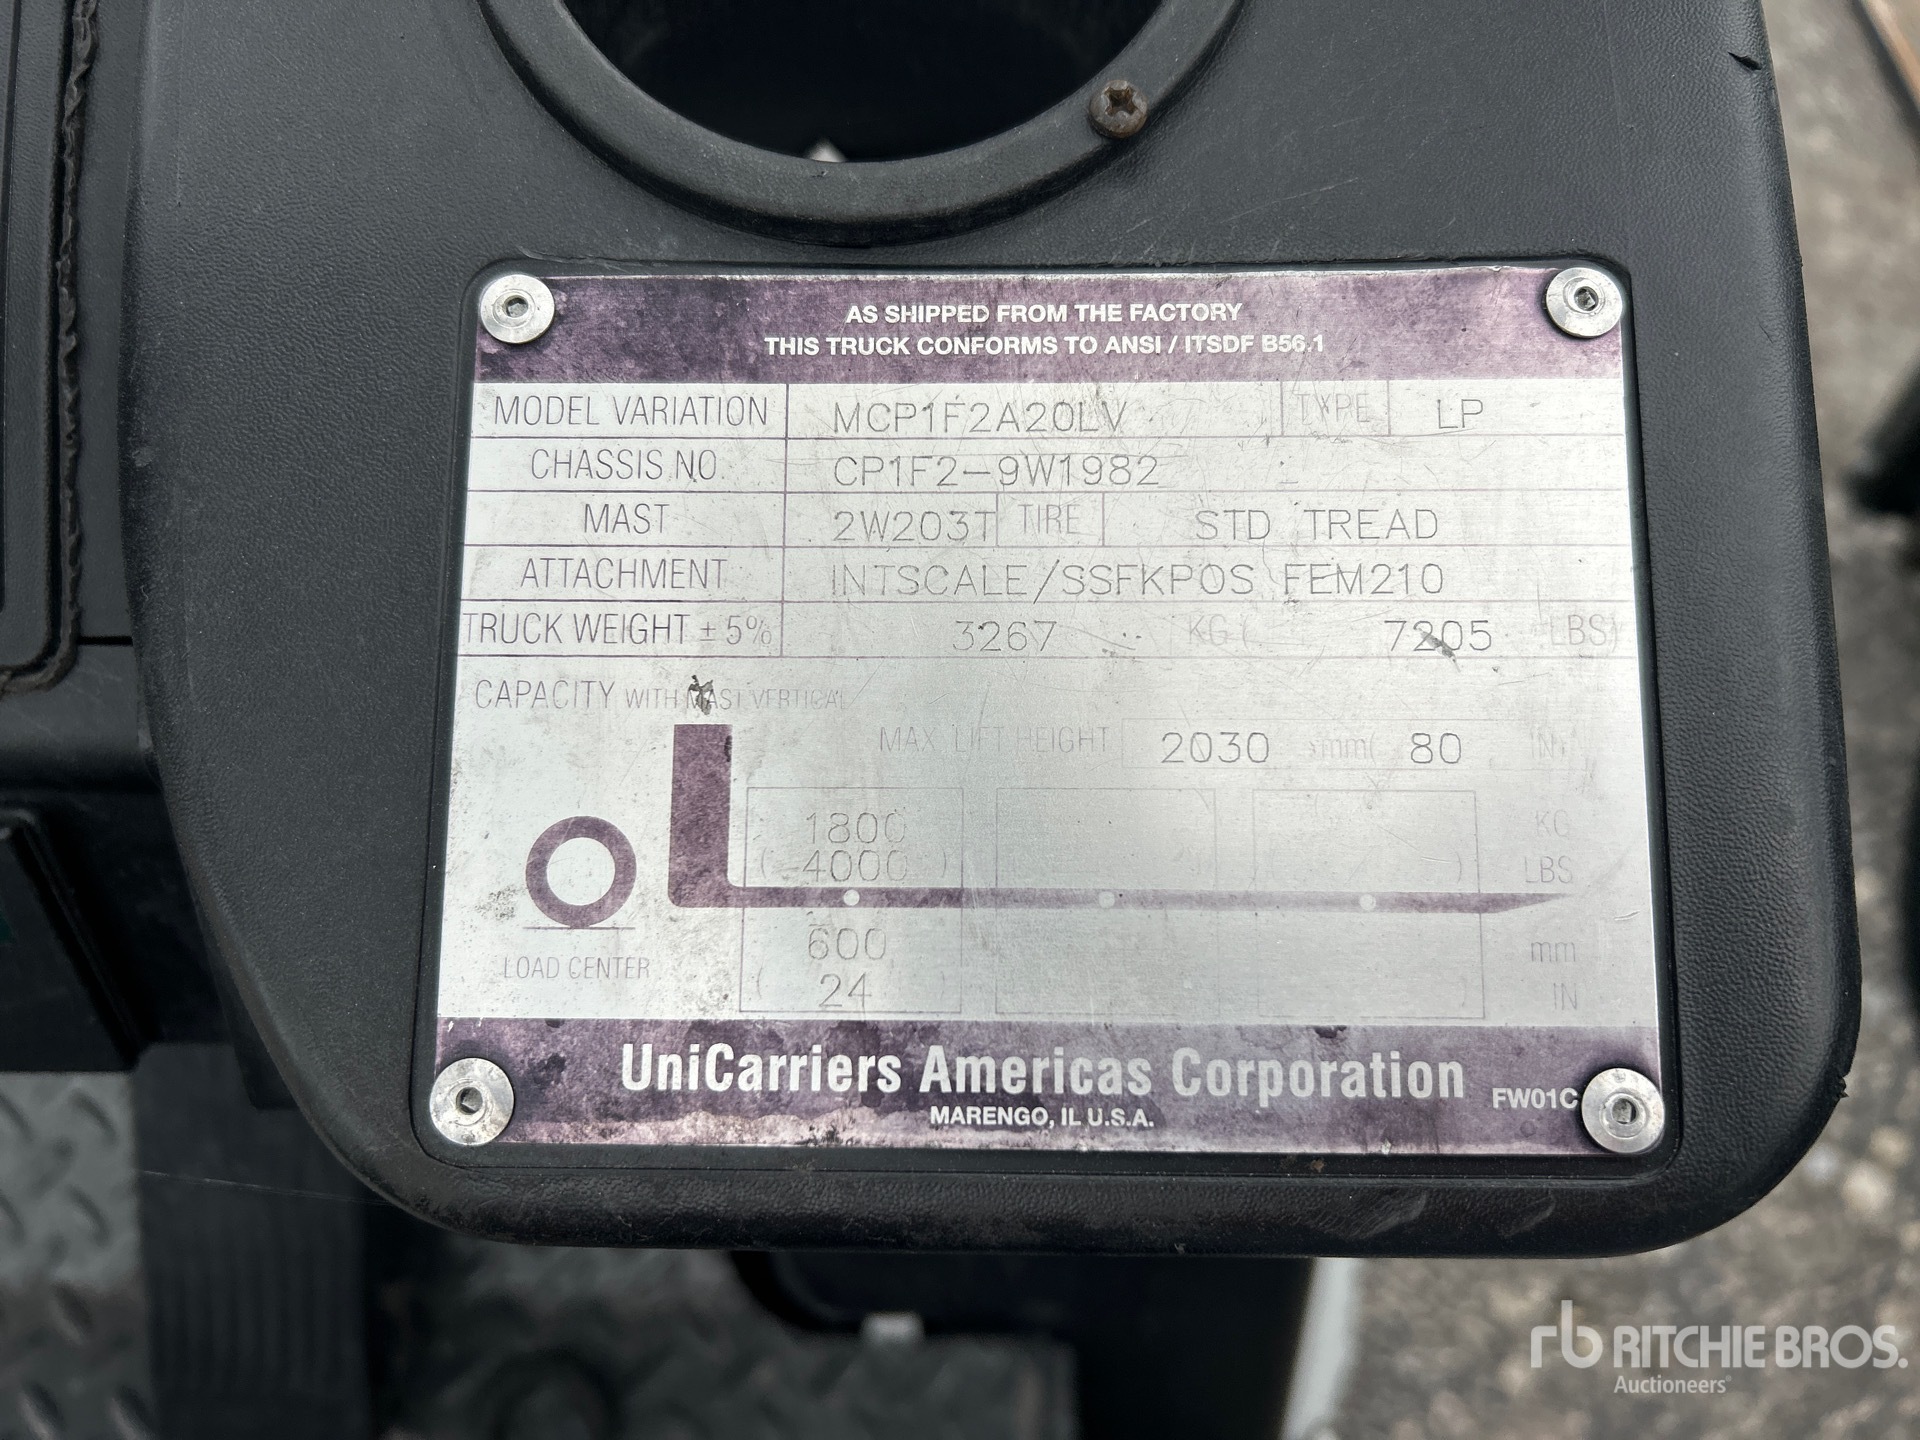 AS SHIPPED FROM THE FACTORY
THIS TRUCK CONFORMS TO ANSI / ITSDF B56.1
MODEL VARIATION MCP1F2A20LV TYPE LP
CHASSIS NO. CP1F2-9W1982
MAST 2W203T TIRE STD TREAD
ATTACHMENT INTSCALE/SSFKPOS FEM210
TRUCK WEIGHT ± 5% 3267 KG ( 7205 LBS)
CAPACITY WITH MAST VERTICAL
MAX. LIFT HEIGHT 2030 mm( 80 IN)
1800 KG
( 4000 ) ) LBS
600 mm
LOAD CENTER
( 24 ) ) IN
UniCarriers Americas Corporation FW01C
MARENGO, IL U.S.A.
rb RITCHIE BROS.
Auctioneers